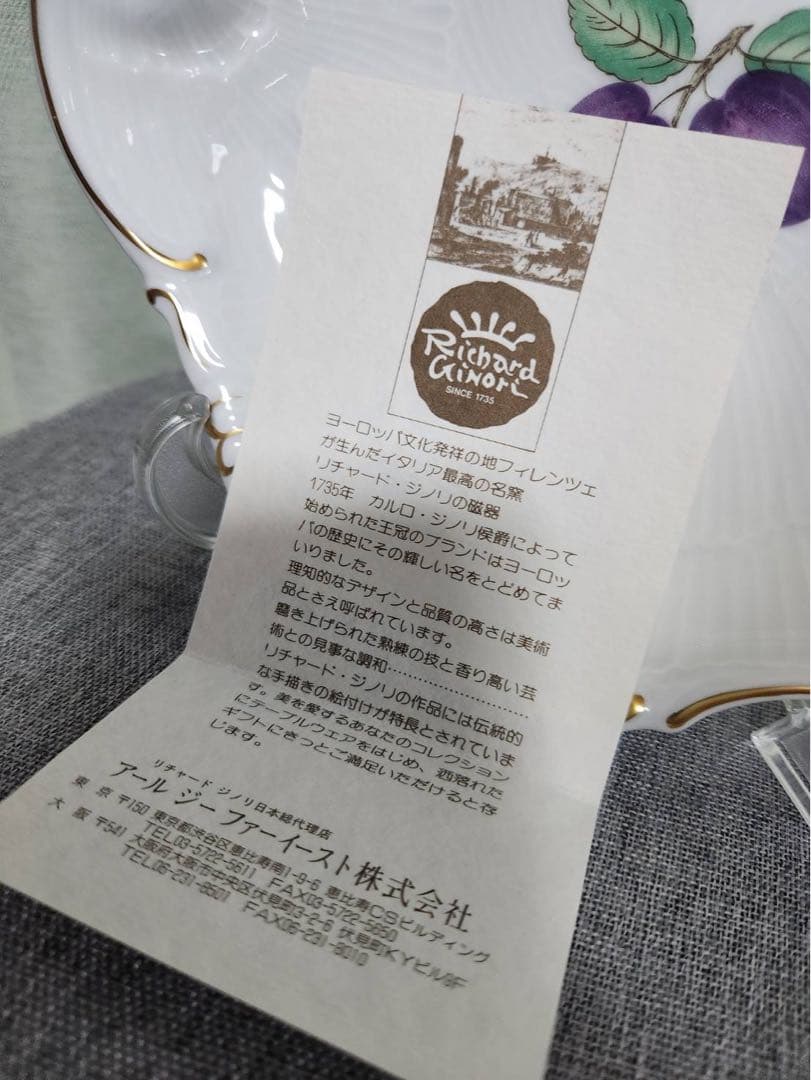 Richard
Ginori
SINCE 1735
ヨーロッパ文化発祥の地フィレンツェ
が生んだイタリア最高の名窯
リチャード・ジノリの磁器
1735年 カルロ・ジノリ侯爵によって
始められた王冠のブランドはヨーロッ
パの歴史にその輝しい名をとどめてま
いりました。
理知的なデザインと品質の高さは美術
品とさえ呼ばれています。
磨き上げられた熟練の技と香り高い芸
術との見事な調和………………………
リチャード・ジノリの作品には伝統的
な手描きの絵付けが特長とされていま
す。美を愛するあなたのコレクション
にテーブルウェアをはじめ、洒落れた
ギフトにきっとご満足いただけると存
じます。
リチャード ジノリ日本総代理店
アール ジー ファーイースト株式会社
東 京 〒150 東京都渋谷区恵比寿南1-9-6 恵比寿CSビルディング
TEL03-5722-3611 FAX03-5722-
大 阪 〒541 大阪府大阪市中央区伏見町3-2-6 伏見町KYビル
TEL06-231- FAX06-231-